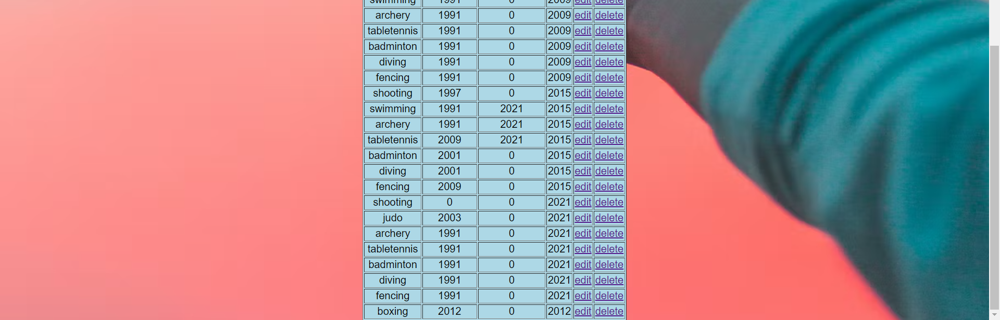 swimming 1991 0 2009 edit delete
archery 1991 0 2009 edit delete
tabletennis 1991 0 2009 edit delete
badminton 1991 0 2009 edit delete
diving 1991 0 2009 edit delete
fencing 1991 0 2009 edit delete
shooting 1997 0 2015 edit delete
swimming 1991 2021 2015 edit delete
archery 1991 2021 2015 edit delete
tabletennis 2009 2021 2015 edit delete
badminton 2001 0 2015 edit delete
diving 2001 0 2015 edit delete
fencing 2009 0 2015 edit delete
shooting 0 0 2021 edit delete
judo 2003 0 2021 edit delete
archery 1991 0 2021 edit delete
tabletennis 1991 0 2021 edit delete
badminton 1991 0 2021 edit delete
diving 1991 0 2021 edit delete
fencing 1991 0 2021 edit delete
boxing 2012 0 2012 edit delete